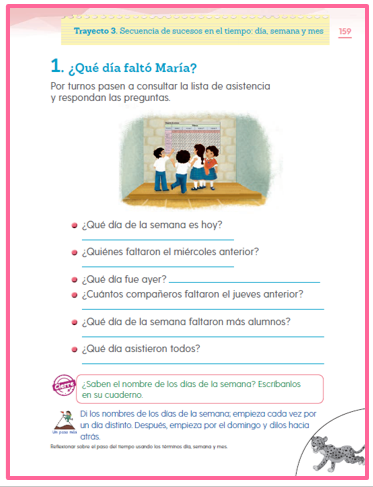 Trayecto 3. Secuencia de sucesos en el tiempo: día, semana y mes
159
1. ¿Qué día faltó María?
Por turnos pasen a consultar la lista de asistencia
y respondan las preguntas.
¿Qué día de la semana es hoy?
¿Quiénes faltaron el miércoles anterior?
¿Qué día fue ayer?
¿Cuántos compañeros faltaron el jueves anterior?
¿Qué día de la semana faltaron más alumnos?
¿Qué día asistieron todos?
Cierre
¿Saben el nombre de los días de la semana? Escríbanlos
en su cuaderno.
Un paso más
Di los nombres de los días de la semana; empieza cada vez por
un día distinto. Después, empieza por el domingo y dilos hacia
atrás.
Reflexionar sobre el paso del tiempo usando los términos día, semana y mes.